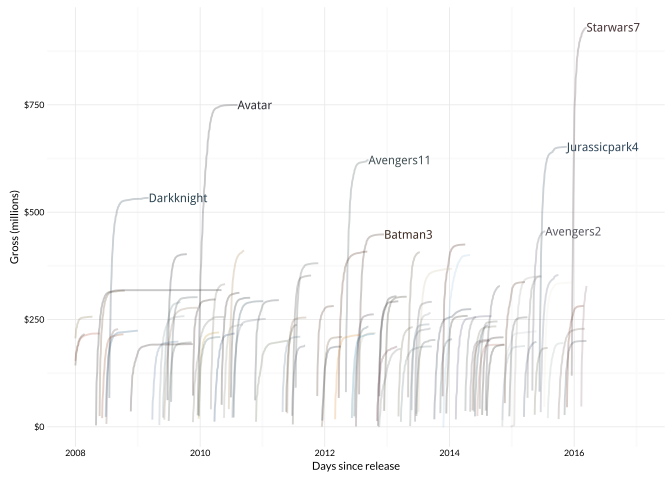 Starwars7
$750
Avatar
Jurassicpark4
Avengers11
Gross (millions)
$500
Darkknight
Batman3
Avengers2
$250
$0
2008
2010
2012
2014
2016
Days since release